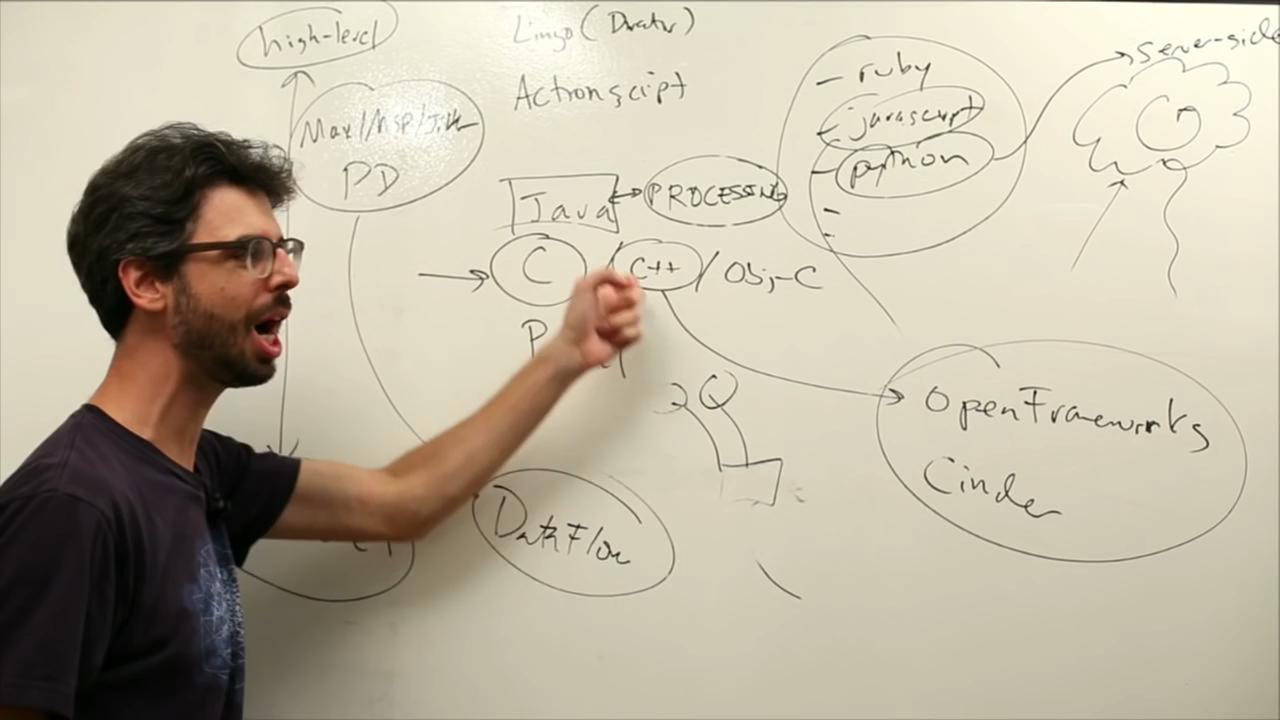 high-level
Lingo (Director)
Actionscript
Max/MSP/Jitter
PD
Java
PROCESSING
C / C++ / Obj-C
- ruby
- javascript
- python
-
-
server-side
OpenFrameworks
Cinder
DataFlow